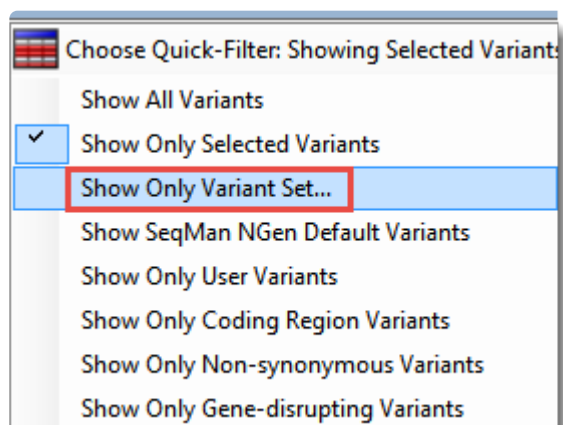 Choose Quick-Filter: Showing Selected Variants
Show All Variants
Show Only Selected Variants
Show Only Variant Set...
Show SeqMan NGen Default Variants
Show Only User Variants
Show Only Coding Region Variants
Show Only Non-synonymous Variants
Show Only Gene-disrupting Variants